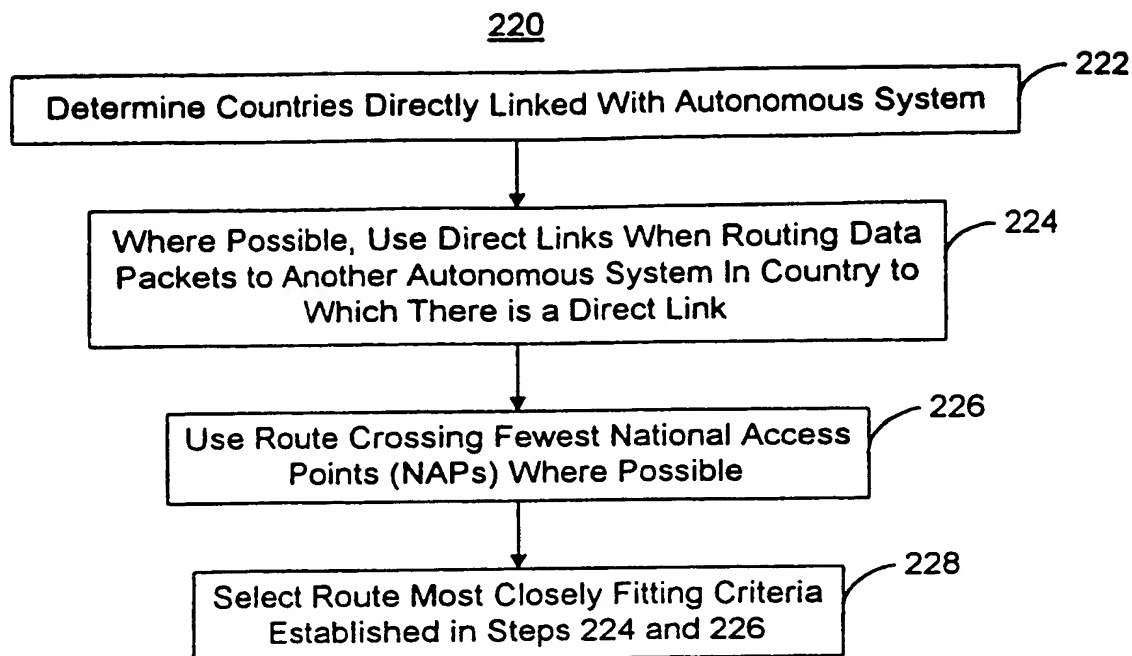 220
222
Determine Countries Directly Linked With Autonomous System
224
Where Possible, Use Direct Links When Routing Data
Packets to Another Autonomous System In Country to
Which There is a Direct Link
226
Use Route Crossing Fewest National Access
Points (NAPs) Where Possible
228
Select Route Most Closely Fitting Criteria
Established in Steps 224 and 226